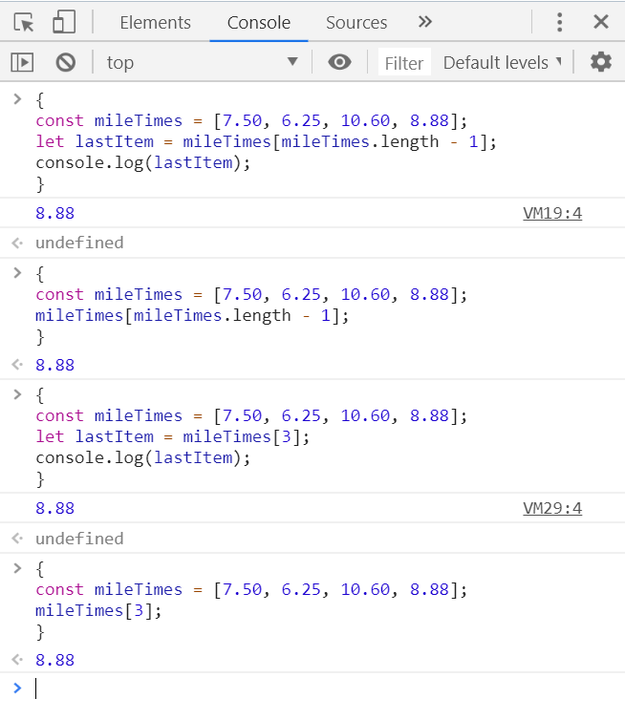 Elements Console Sources »
top Filter Default levels
> {
const mileTimes = [7.50, 6.25, 10.60, 8.88];
let lastItem = mileTimes[mileTimes.length - 1];
console.log(lastItem);
}
8.88 VM19:4
undefined
> {
const mileTimes = [7.50, 6.25, 10.60, 8.88];
mileTimes[mileTimes.length - 1];
}
8.88
> {
const mileTimes = [7.50, 6.25, 10.60, 8.88];
let lastItem = mileTimes[3];
console.log(lastItem);
}
8.88 VM29:4
undefined
> {
const mileTimes = [7.50, 6.25, 10.60, 8.88];
mileTimes[3];
}
8.88
>